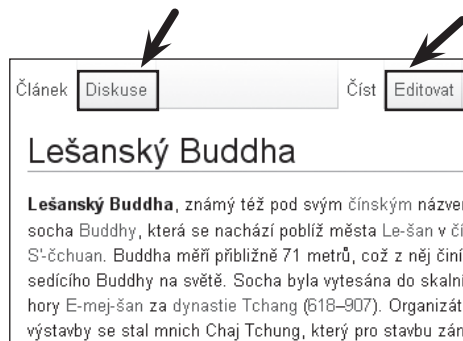 Článek Diskuse Číst Editovat
Lešanský Buddha
Lešanský Buddha, známý též pod svým čínským názve
socha Buddhy, která se nachází poblíž města Le-šan v čí
S'-čchuan. Buddha měří přibližně 71 metrů, což z něj činí
sedícího Buddhy na světě. Socha byla vytesána do skalní
hory E-mej-šan za dynastie Tchang (618–907). Organizát
výstavby se stal mnich Chaj Tchung, který pro stavbu zám